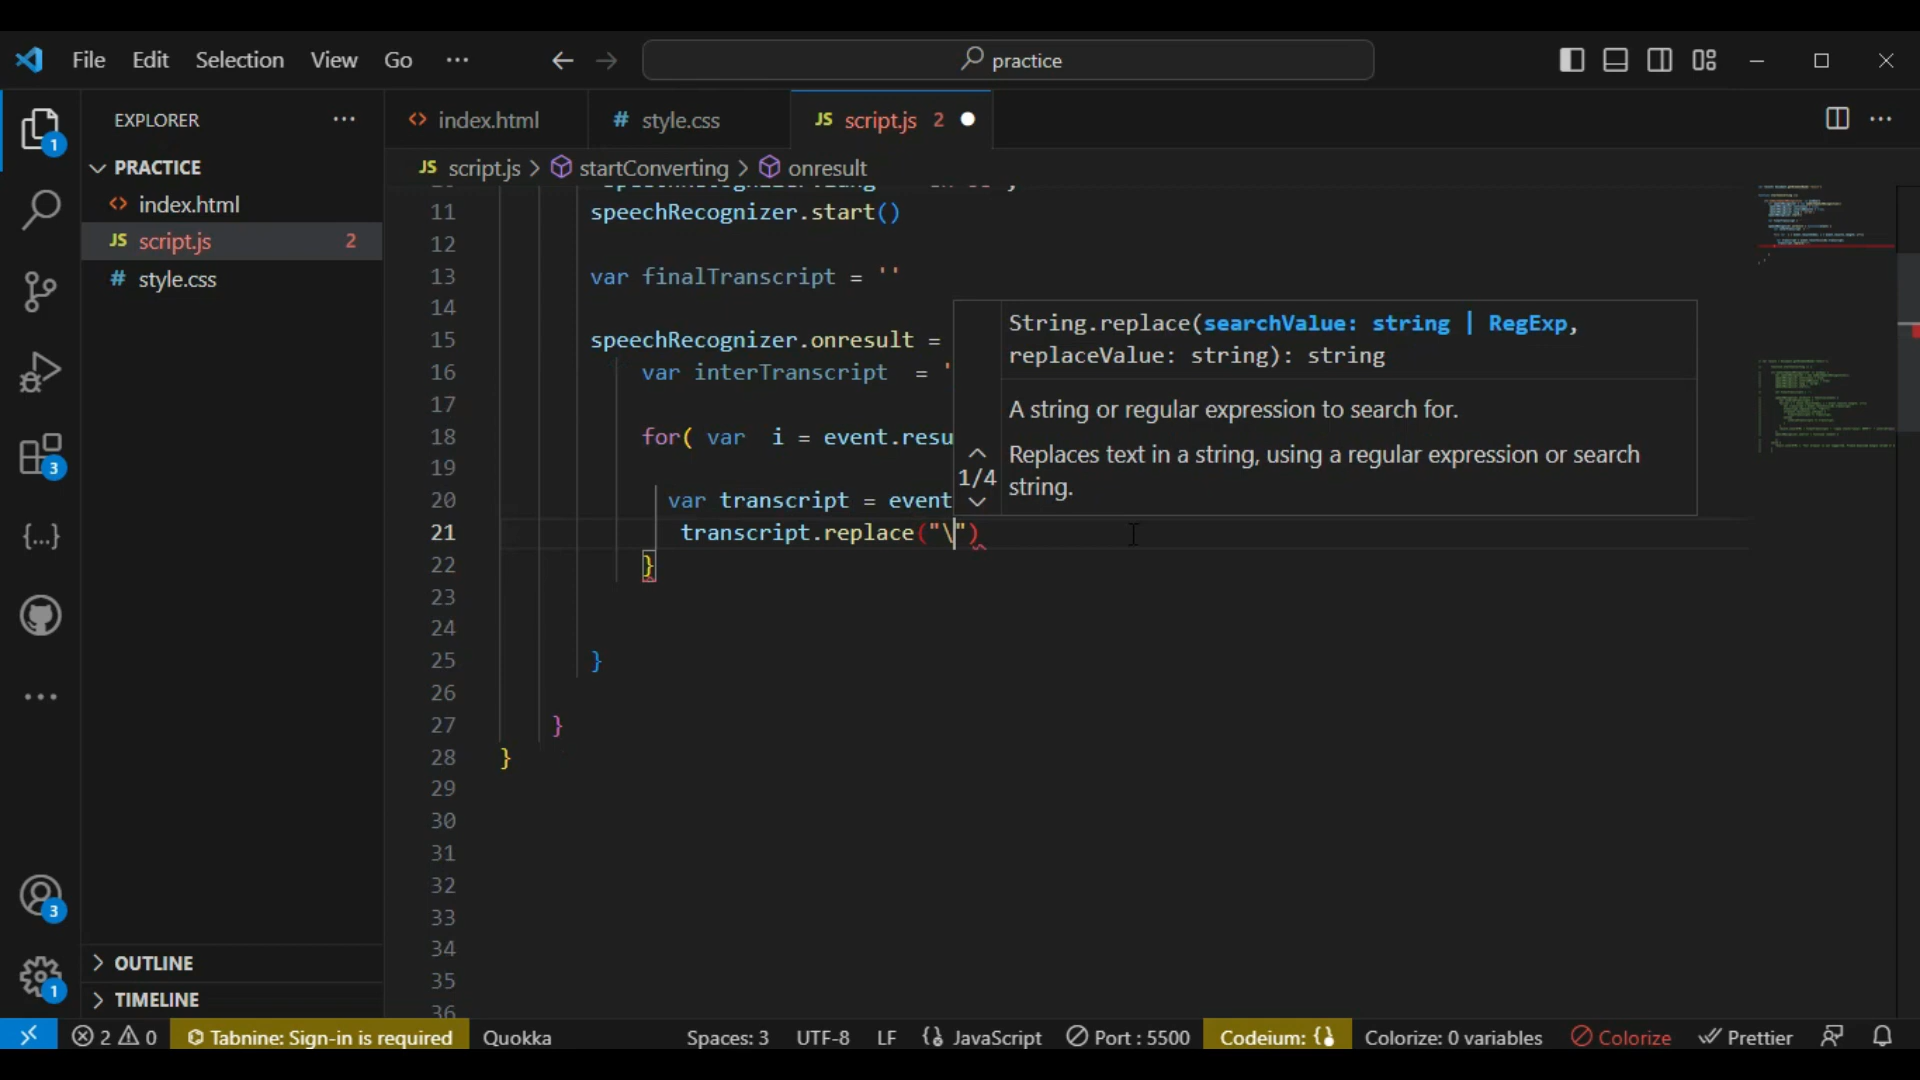 File Edit Selection View Go ··· practice
EXPLORER ···
index.html
# style.css
JS script.js 2
PRACTICE
index.html
JS script.js 2
# style.css
JS script.js > startConverting > onresult
11 speechRecognizer.start()
12
13 var finalTranscript = ''
14
15 speechRecognizer.onresult =
16 var interTranscript = '
17
18 for( var i = event.resu
19
20 var transcript = event
21 transcript.replace("\")
22 }
23
24
25 }
26
27 }
28 }
29
30
31
32
33
34
35
36
String.replace(searchValue: string | RegExp,
replaceValue: string): string
A string or regular expression to search for.
1/4
Replaces text in a string, using a regular expression or search
string.
1
3
3
1
OUTLINE
TIMELINE
2 0 Tabnine: Sign-in is required Quokka Spaces: 3 UTF-8 LF {} JavaScript Port : 5500 Codeium: {} Colorize: 0 variables Colorize Prettier